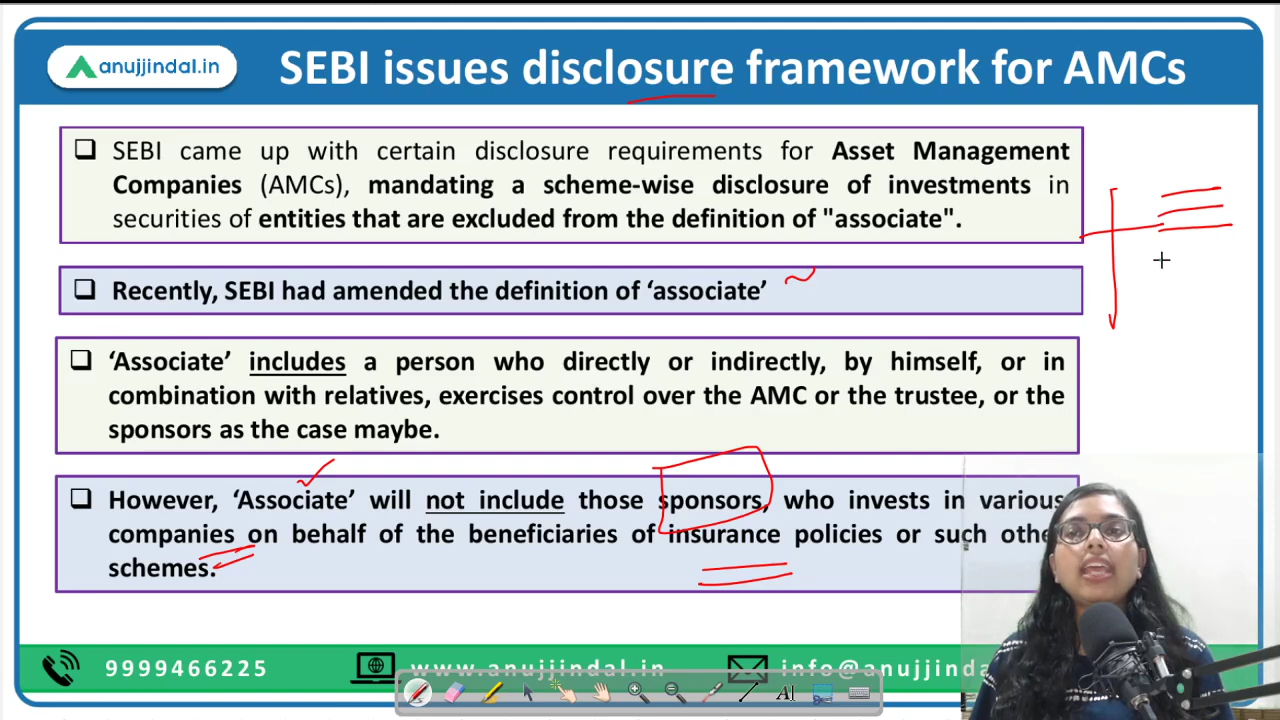 anujjindal.in
SEBI issues disclosure framework for AMCs
SEBI came up with certain disclosure requirements for Asset Management
Companies (AMCs), mandating a scheme-wise disclosure of investments in
securities of entities that are excluded from the definition of "associate".
Recently, SEBI had amended the definition of ‘associate’
‘Associate’ includes a person who directly or indirectly, by himself, or in
combination with relatives, exercises control over the AMC or the trustee, or the
sponsors as the case maybe.
However, ‘Associate’ will not include those sponsors, who invests in various
companies on behalf of the beneficiaries of insurance policies or such
schemes.
9999466225
www.anujjindal.in